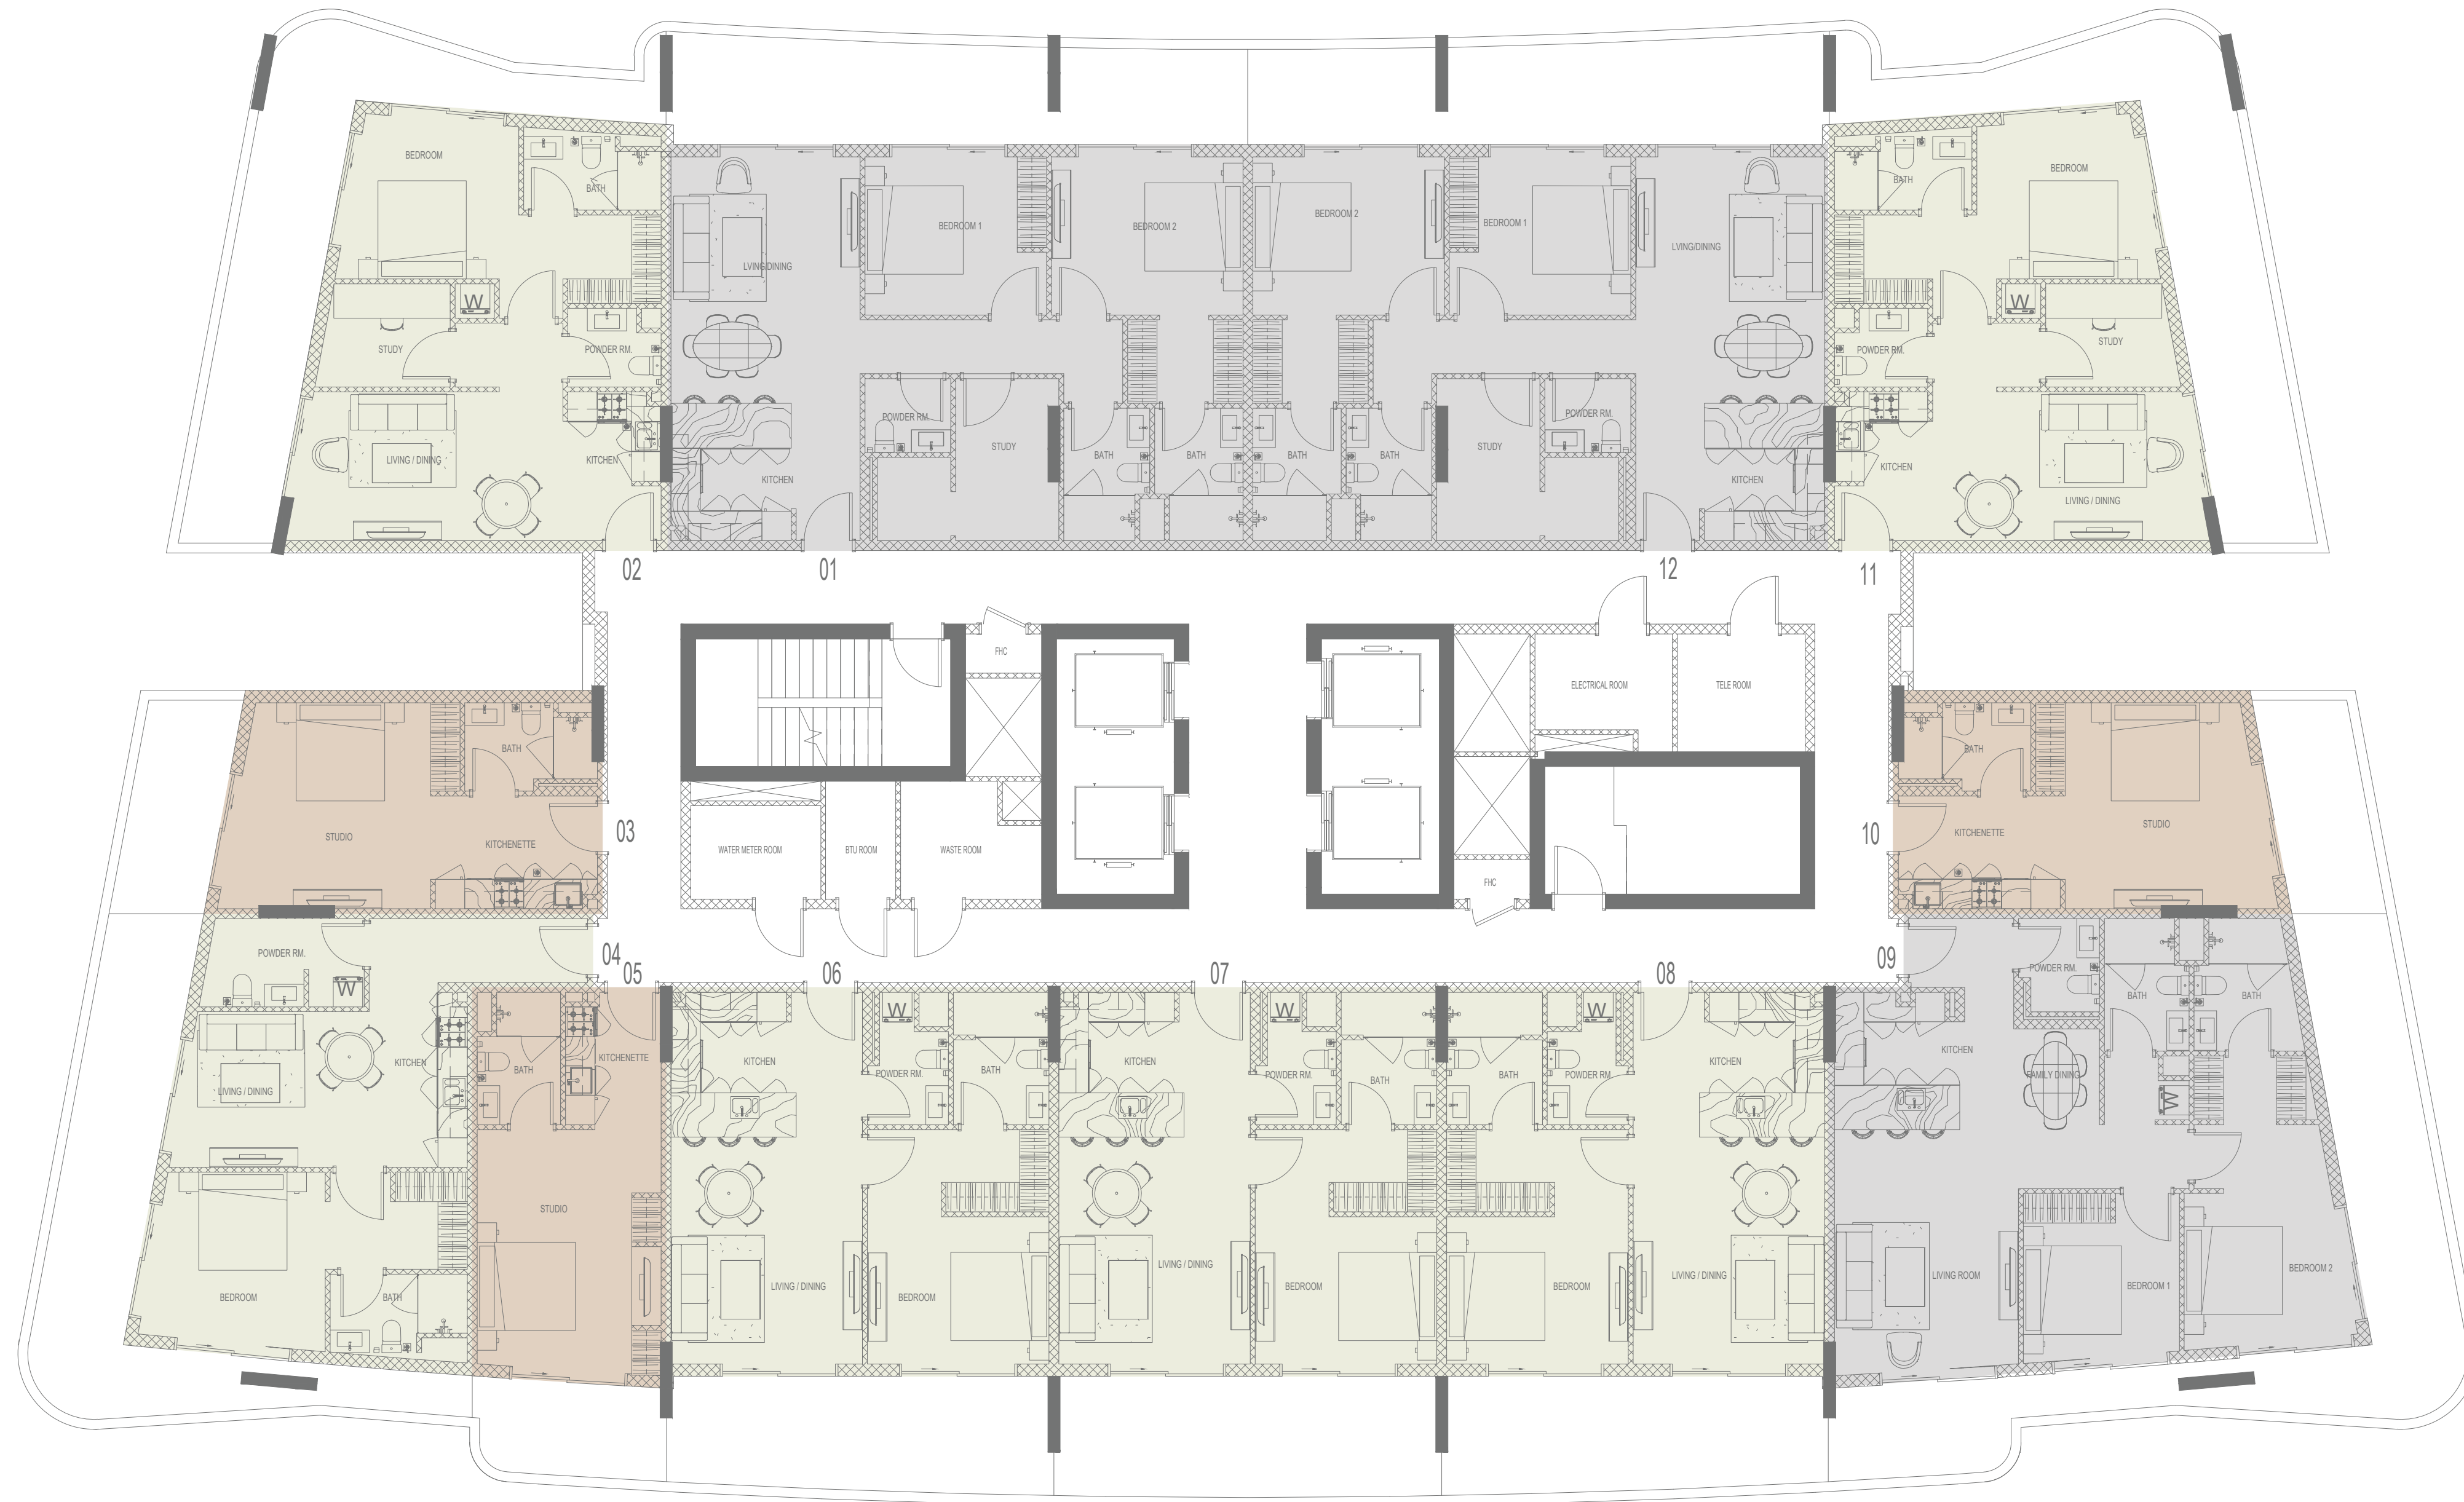 BEDROOM
BATH
STUDY
POWDER RM.
LIVING / DINING
KITCHEN
W
LVING/DINING
BEDROOM 1
BEDROOM 2
POWDER RM.
STUDY
BATH
BATH
KITCHEN
BEDROOM 2
BEDROOM 1
LVING/DINING
BATH
BATH
STUDY
POWDER RM.
KITCHEN
BATH
BEDROOM
W
POWDER RM.
STUDY
KITCHEN
LIVING / DINING
02
01
12
11
FHC
ELECTRICAL ROOM
TELE ROOM
WATER METER ROOM
BTU ROOM
WASTE ROOM
FHC
BATH
STUDIO
KITCHENETTE
03
10
BATH
KITCHENETTE
STUDIO
04
05
06
07
08
09
POWDER RM.
W
KITCHEN
LIVING / DINING
BEDROOM
BATH
KITCHENETTE
BATH
STUDIO
KITCHEN
W
POWDER RM.
BATH
LIVING / DINING
BEDROOM
KITCHEN
W
POWDER RM.
BATH
LIVING / DINING
BEDROOM
BATH
W
POWDER RM.
KITCHEN
BEDROOM
LIVING / DINING
POWDER RM.
BATH
BATH
KITCHEN
FAMILY DINING
W
LIVING ROOM
BEDROOM 1
BEDROOM 2